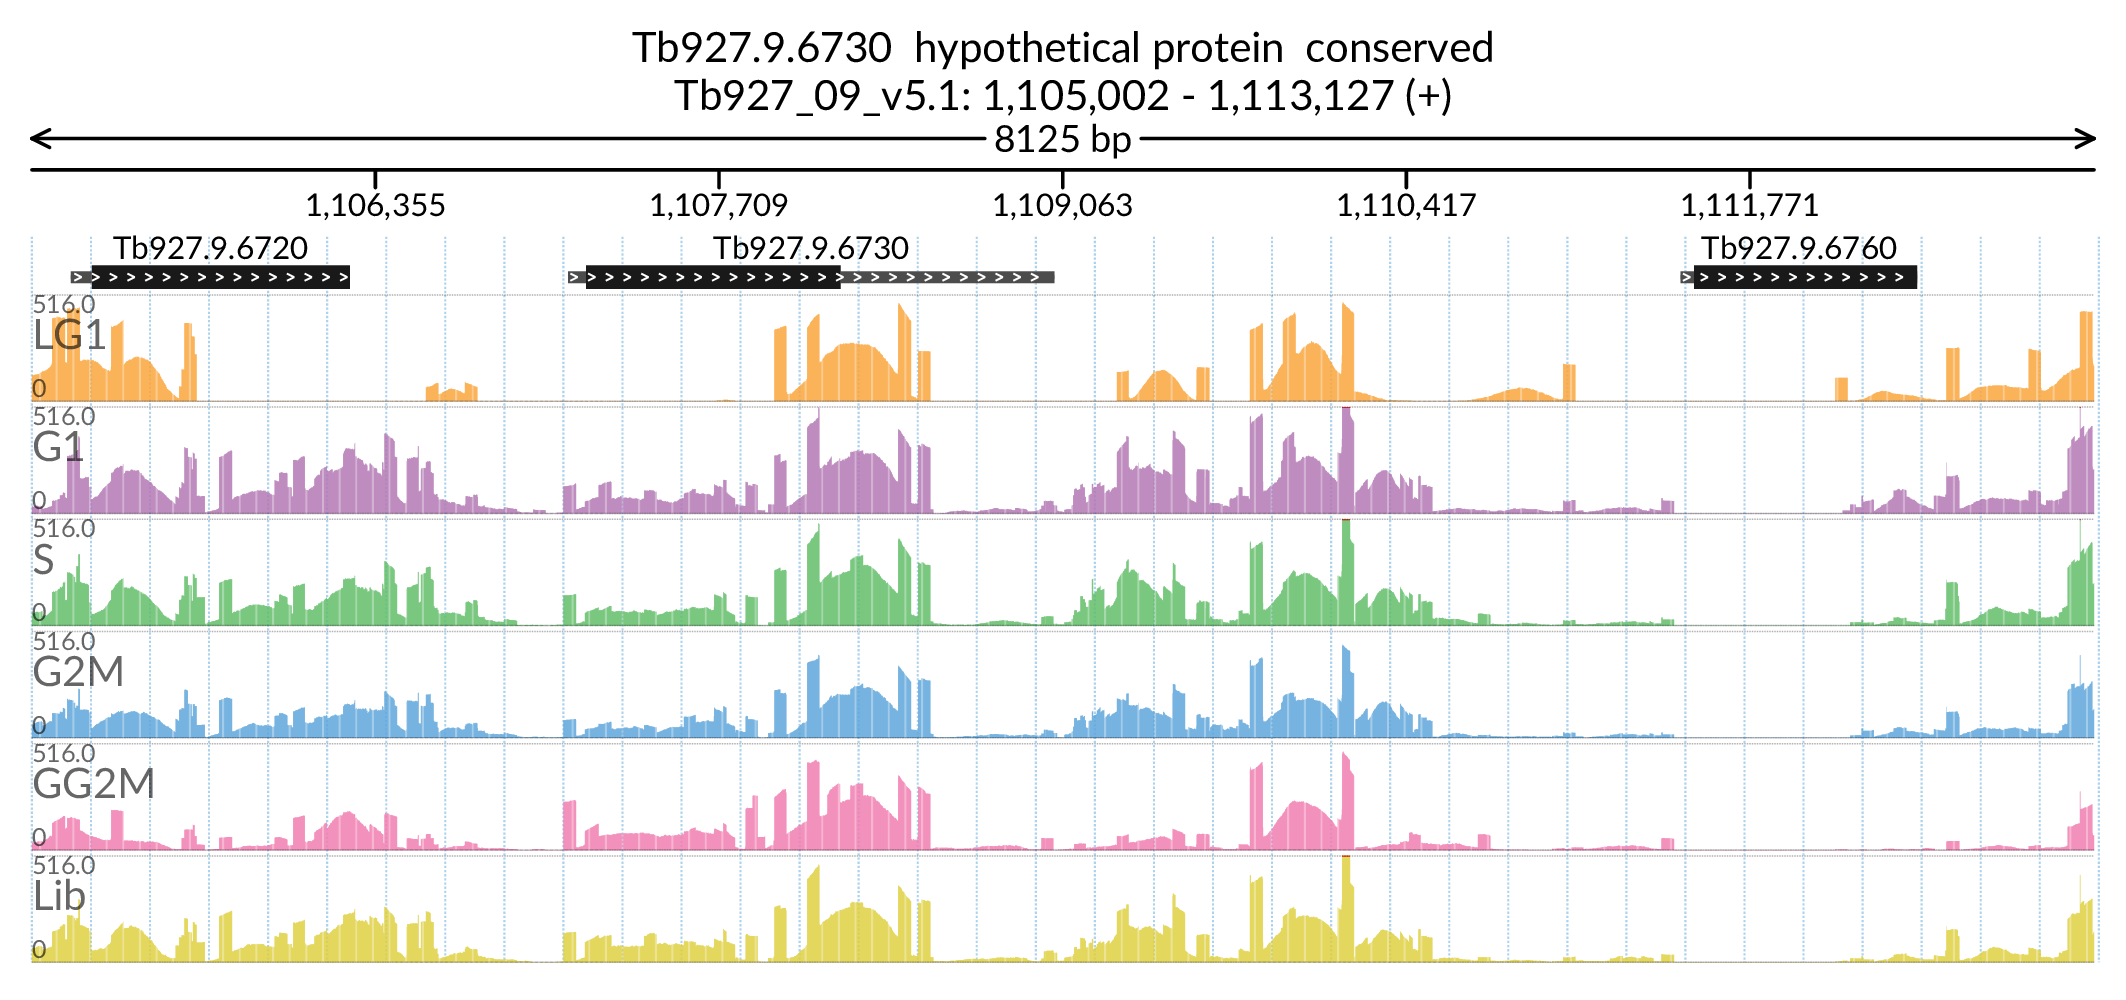 Tb927.9.6730  hypothetical protein  conserved
Tb927_09_v5.1: 1,105,002 - 1,113,127 (+)
8125 bp
1,106,355 1,107,709 1,109,063 1,110,417 1,111,771
Tb927.9.6720 Tb927.9.6730 Tb927.9.6760
516.0
LG1
0
516.0
G1
0
516.0
S
0
516.0
G2M
0
516.0
GG2M
0
516.0
Lib
0